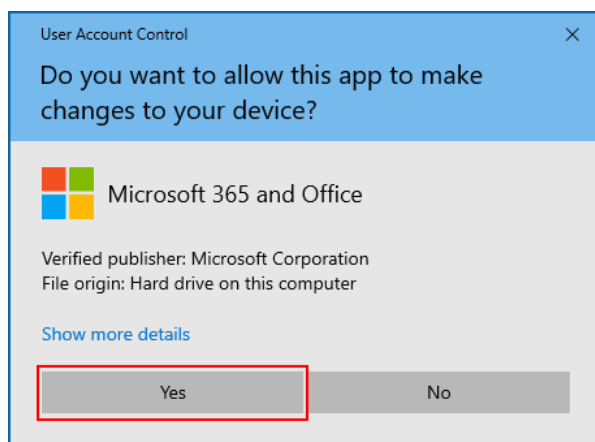 User Account Control
Do you want to allow this app to make
changes to your device?
Microsoft 365 and Office
Verified publisher: Microsoft Corporation
File origin: Hard drive on this computer
Show more details
Yes
No